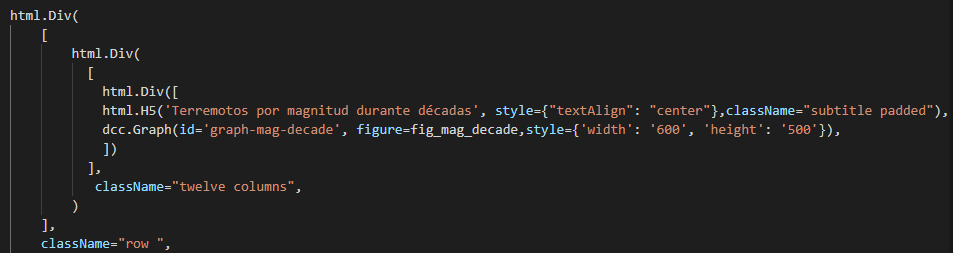 html.Div(
[
html.Div(
[
html.Div([
html.H5('Terremotos por magnitud durante décadas', style={"textAlign": "center"},className="subtitle padded"),
dcc.Graph(id='graph-mag-decade', figure=fig_mag_decade,style={'width': '600', 'height': '500'}),
])
],
className="twelve columns",
)
],
className="row ",